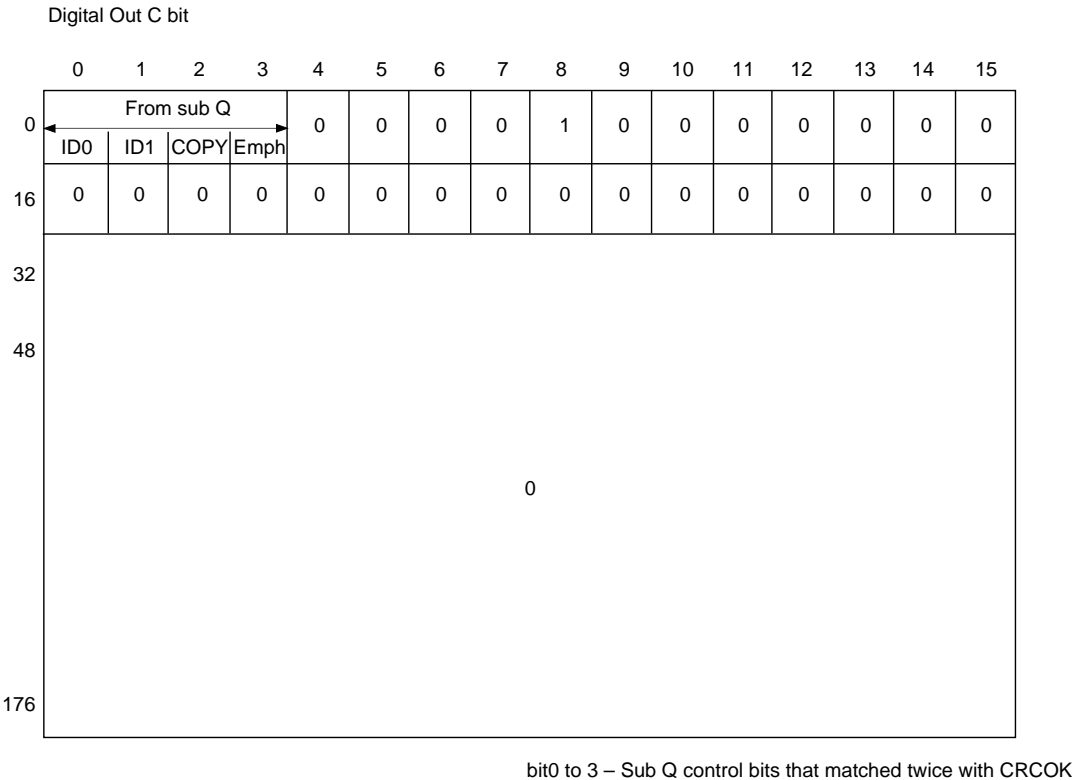 Digital Out C bit
0 1 2 3 4 5 6 7 8 9 10 11 12 13 14 15
From sub Q
0 0 0 0 0 1 0 0 0 0 0 0 0
ID0 ID1 COPY Emph
16 0 0 0 0 0 0 0 0 0 0 0 0 0 0 0 0
32
48
0
176
bit0 to 3 – Sub Q control bits that matched twice with CRCOK